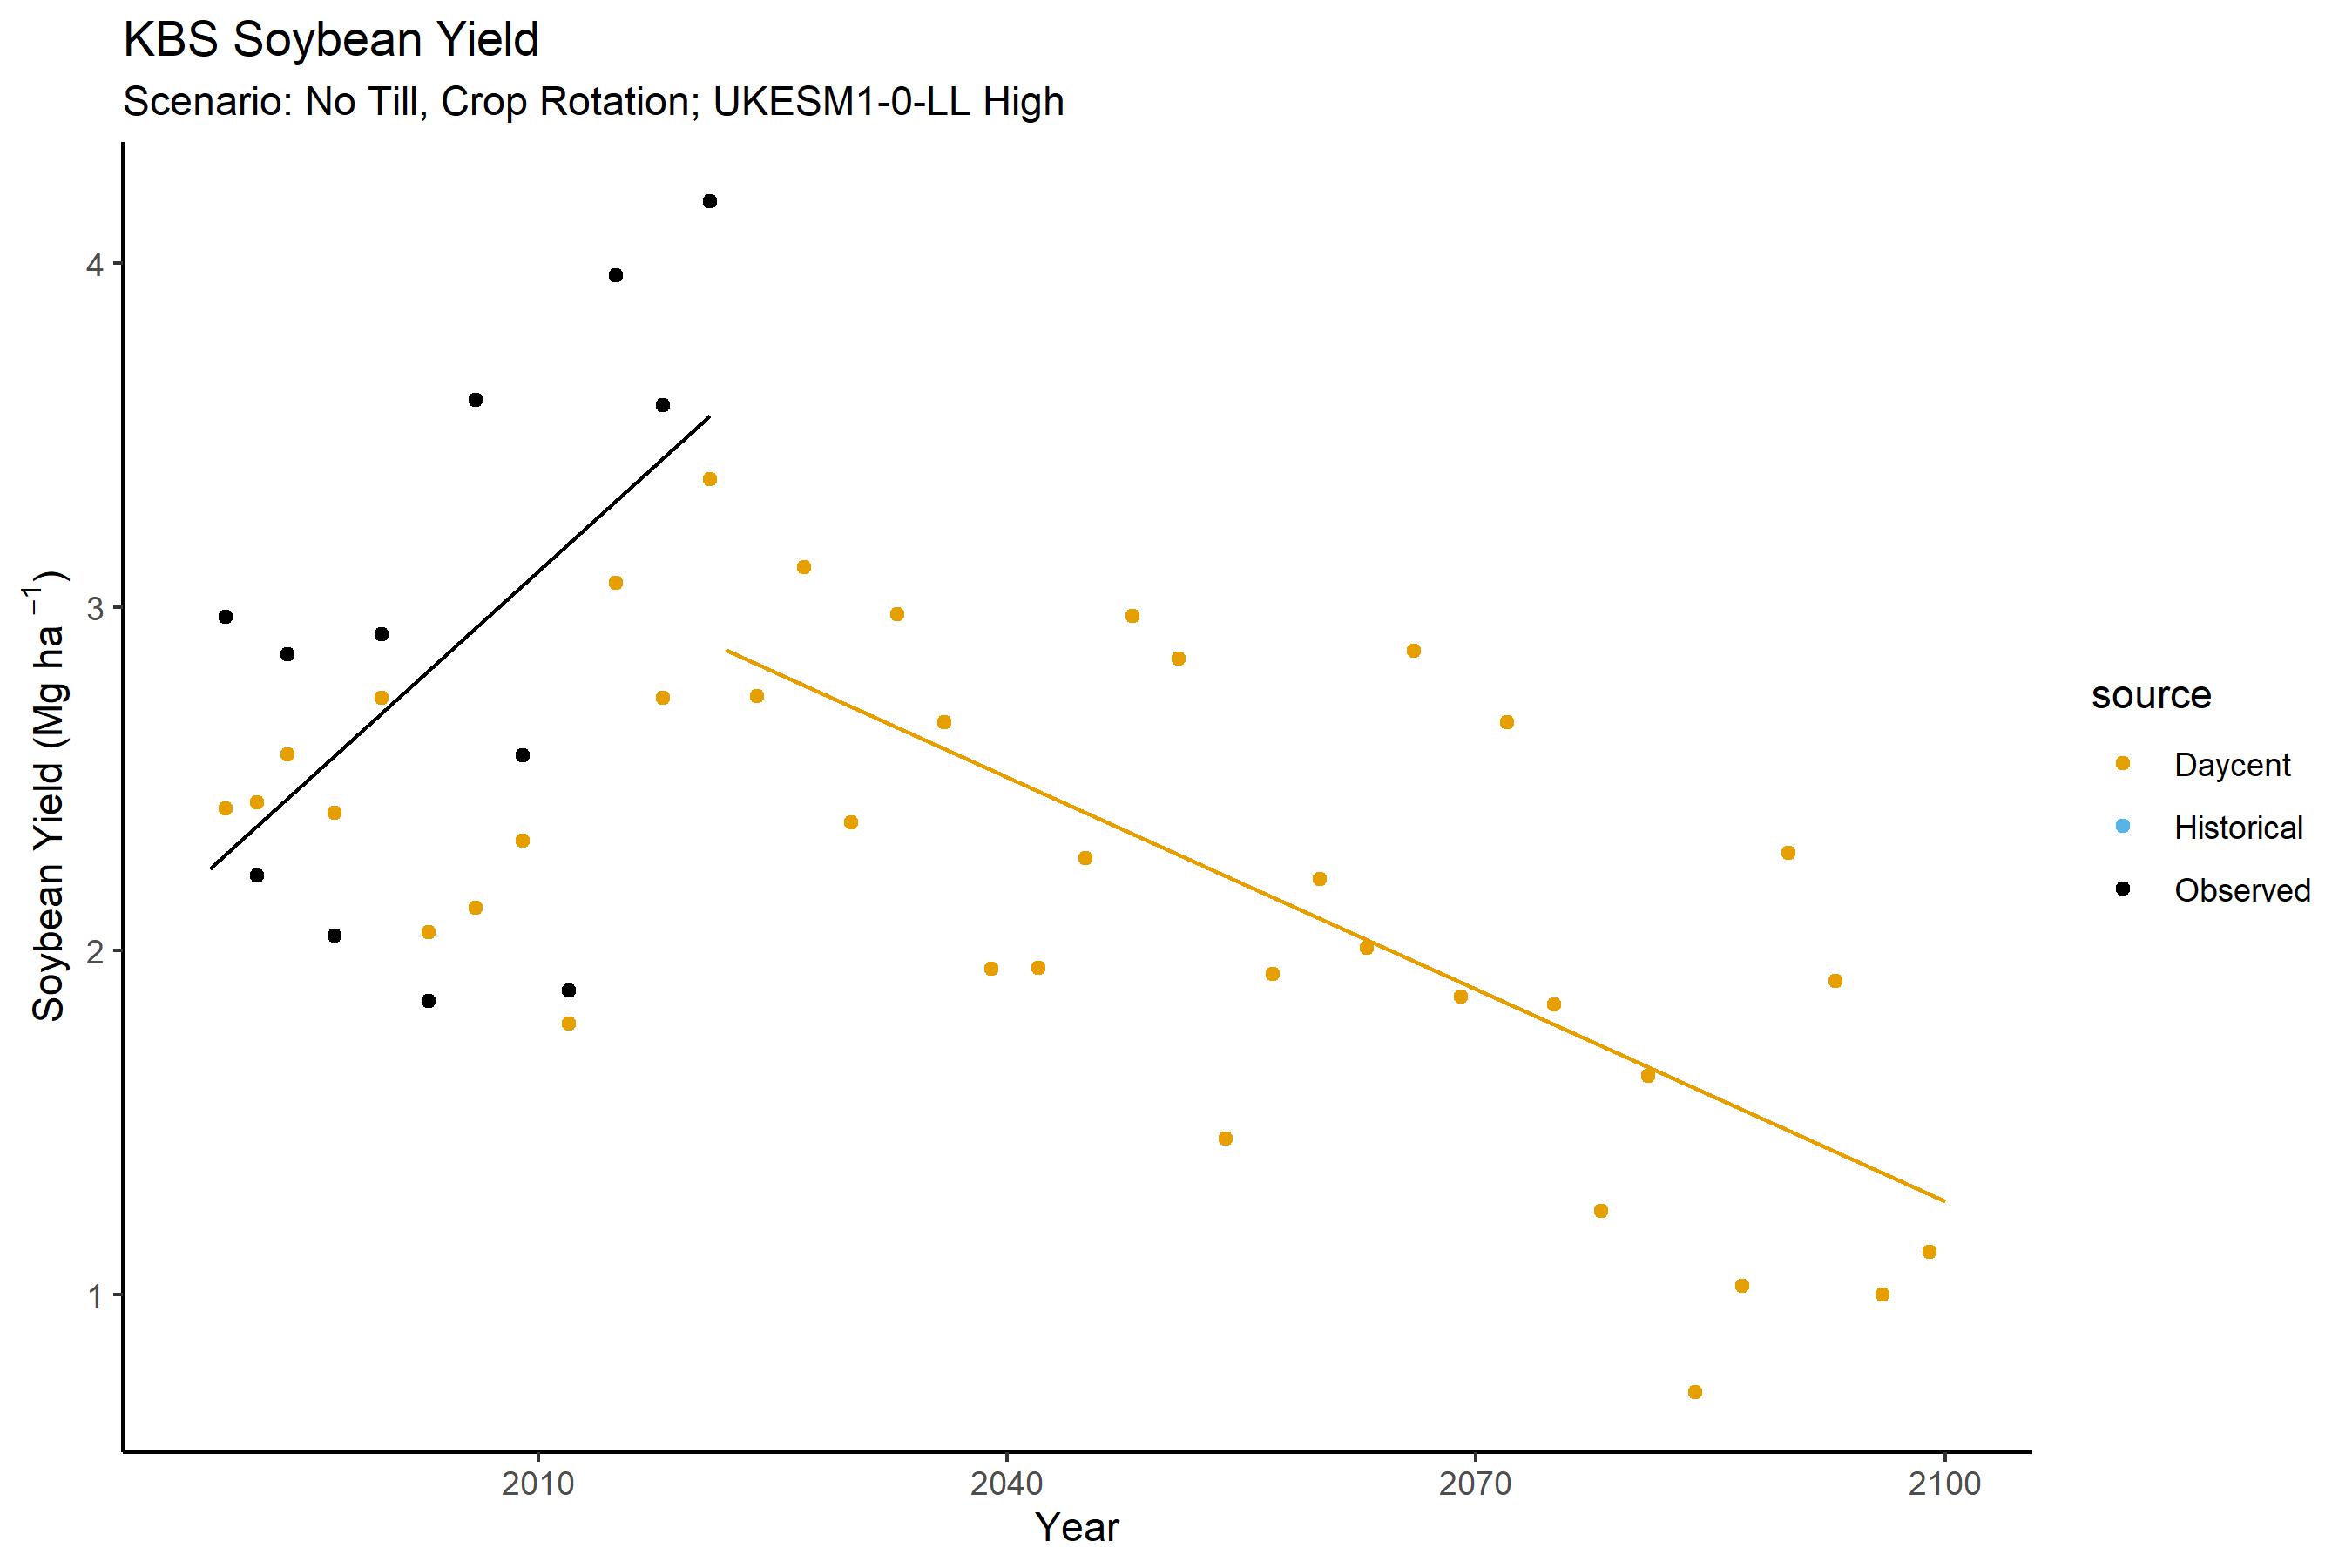 KBS Soybean Yield
Scenario: No Till, Crop Rotation; UKESM1-0-LL High
Soybean Yield (Mg ha −1)
4
3
2
1
2010
2040
2070
2100
Year
source
Daycent
Historical
Observed